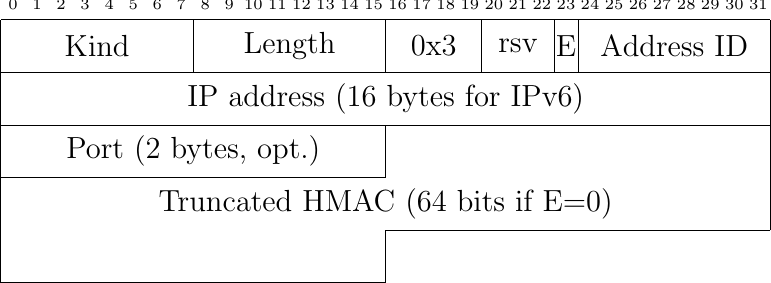 0 1 2 3 4 5 6 7 8 9 10 11 12 13 14 15 16 17 18 19 20 21 22 23 24 25 26 27 28 29 30 31
Kind Length 0x3 rsv E Address ID
IP address (16 bytes for IPv6)
Port (2 bytes, opt.)
Truncated HMAC (64 bits if E=0)